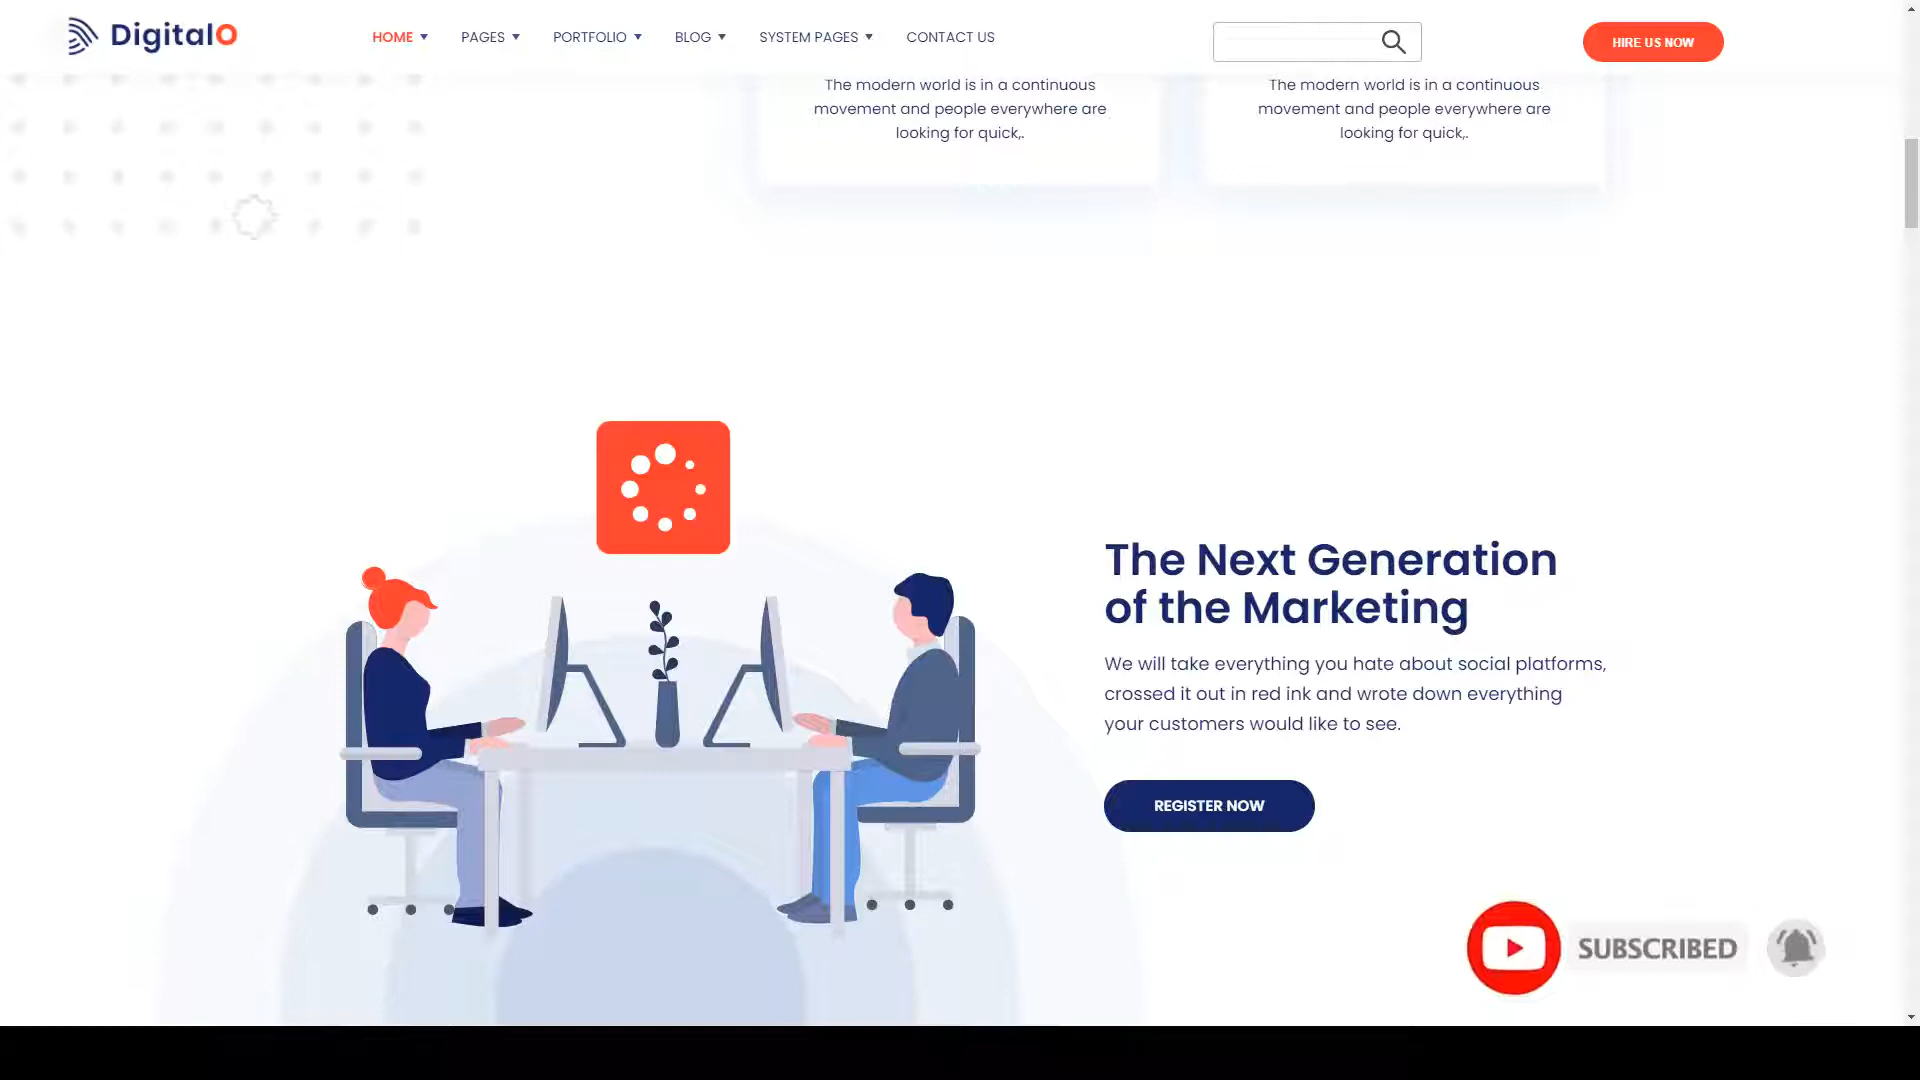 DigitalO
HOME PAGES PORTFOLIO BLOG SYSTEM PAGES CONTACT US
HIRE US NOW
The modern world is in a continuous
movement and people everywhere are
looking for quick,.
The modern world is in a continuous
movement and people everywhere are
looking for quick,.
The Next Generation
of the Marketing
We will take everything you hate about social platforms,
crossed it out in red ink and wrote down everything
your customers would like to see.
REGISTER NOW
SUBSCRIBED